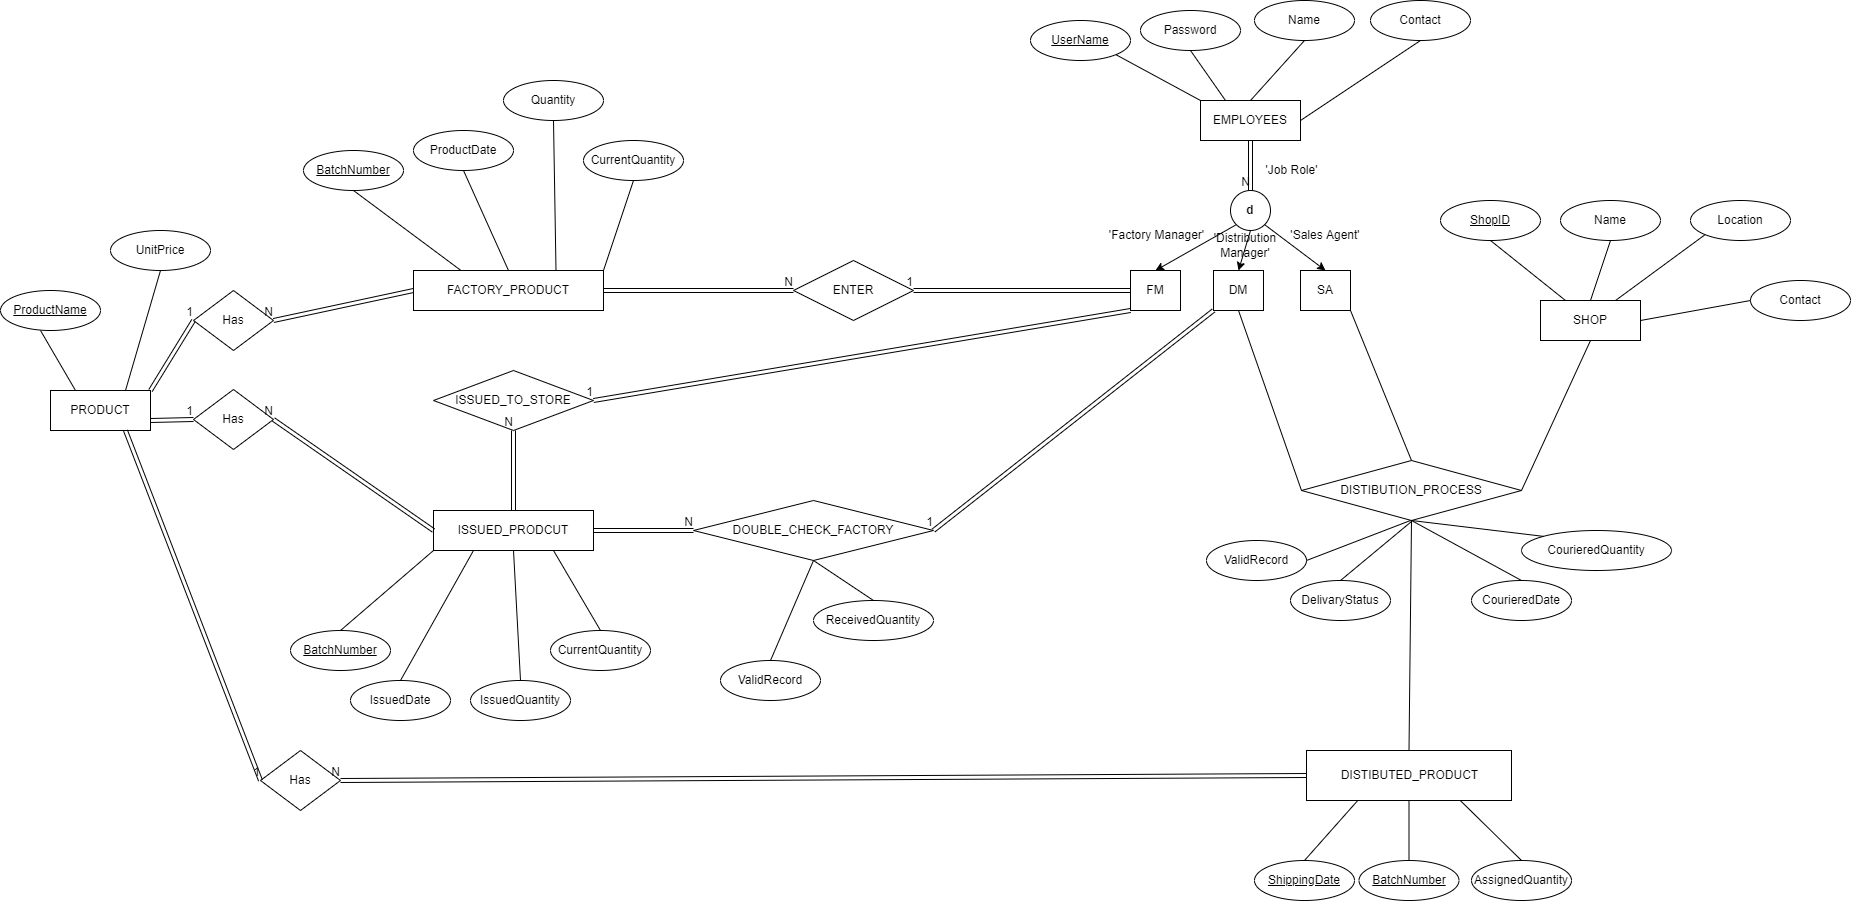 UserName
Password
Name
Contact
EMPLOYEES
'Job Role'
N
d
'Factory Manager'
'Distribution
Manager'
'Sales Agent'
FM
DM
SA
Quantity
ProductDate
BatchNumber
CurrentQuantity
FACTORY_PRODUCT
N
ENTER
1
ShopID
Name
Location
Contact
SHOP
UnitPrice
ProductName
PRODUCT
1
Has
N
1
Has
N
ISSUED_TO_STORE
1
N
ISSUED_PRODCUT
N
DOUBLE_CHECK_FACTORY
1
BatchNumber
IssuedDate
IssuedQuantity
CurrentQuantity
ReceivedQuantity
ValidRecord
DISTIBUTION_PROCESS
ValidRecord
DelivaryStatus
CourieredDate
CourieredQuantity
1
Has
N
DISTIBUTED_PRODUCT
ShippingDate
BatchNumber
AssignedQuantity